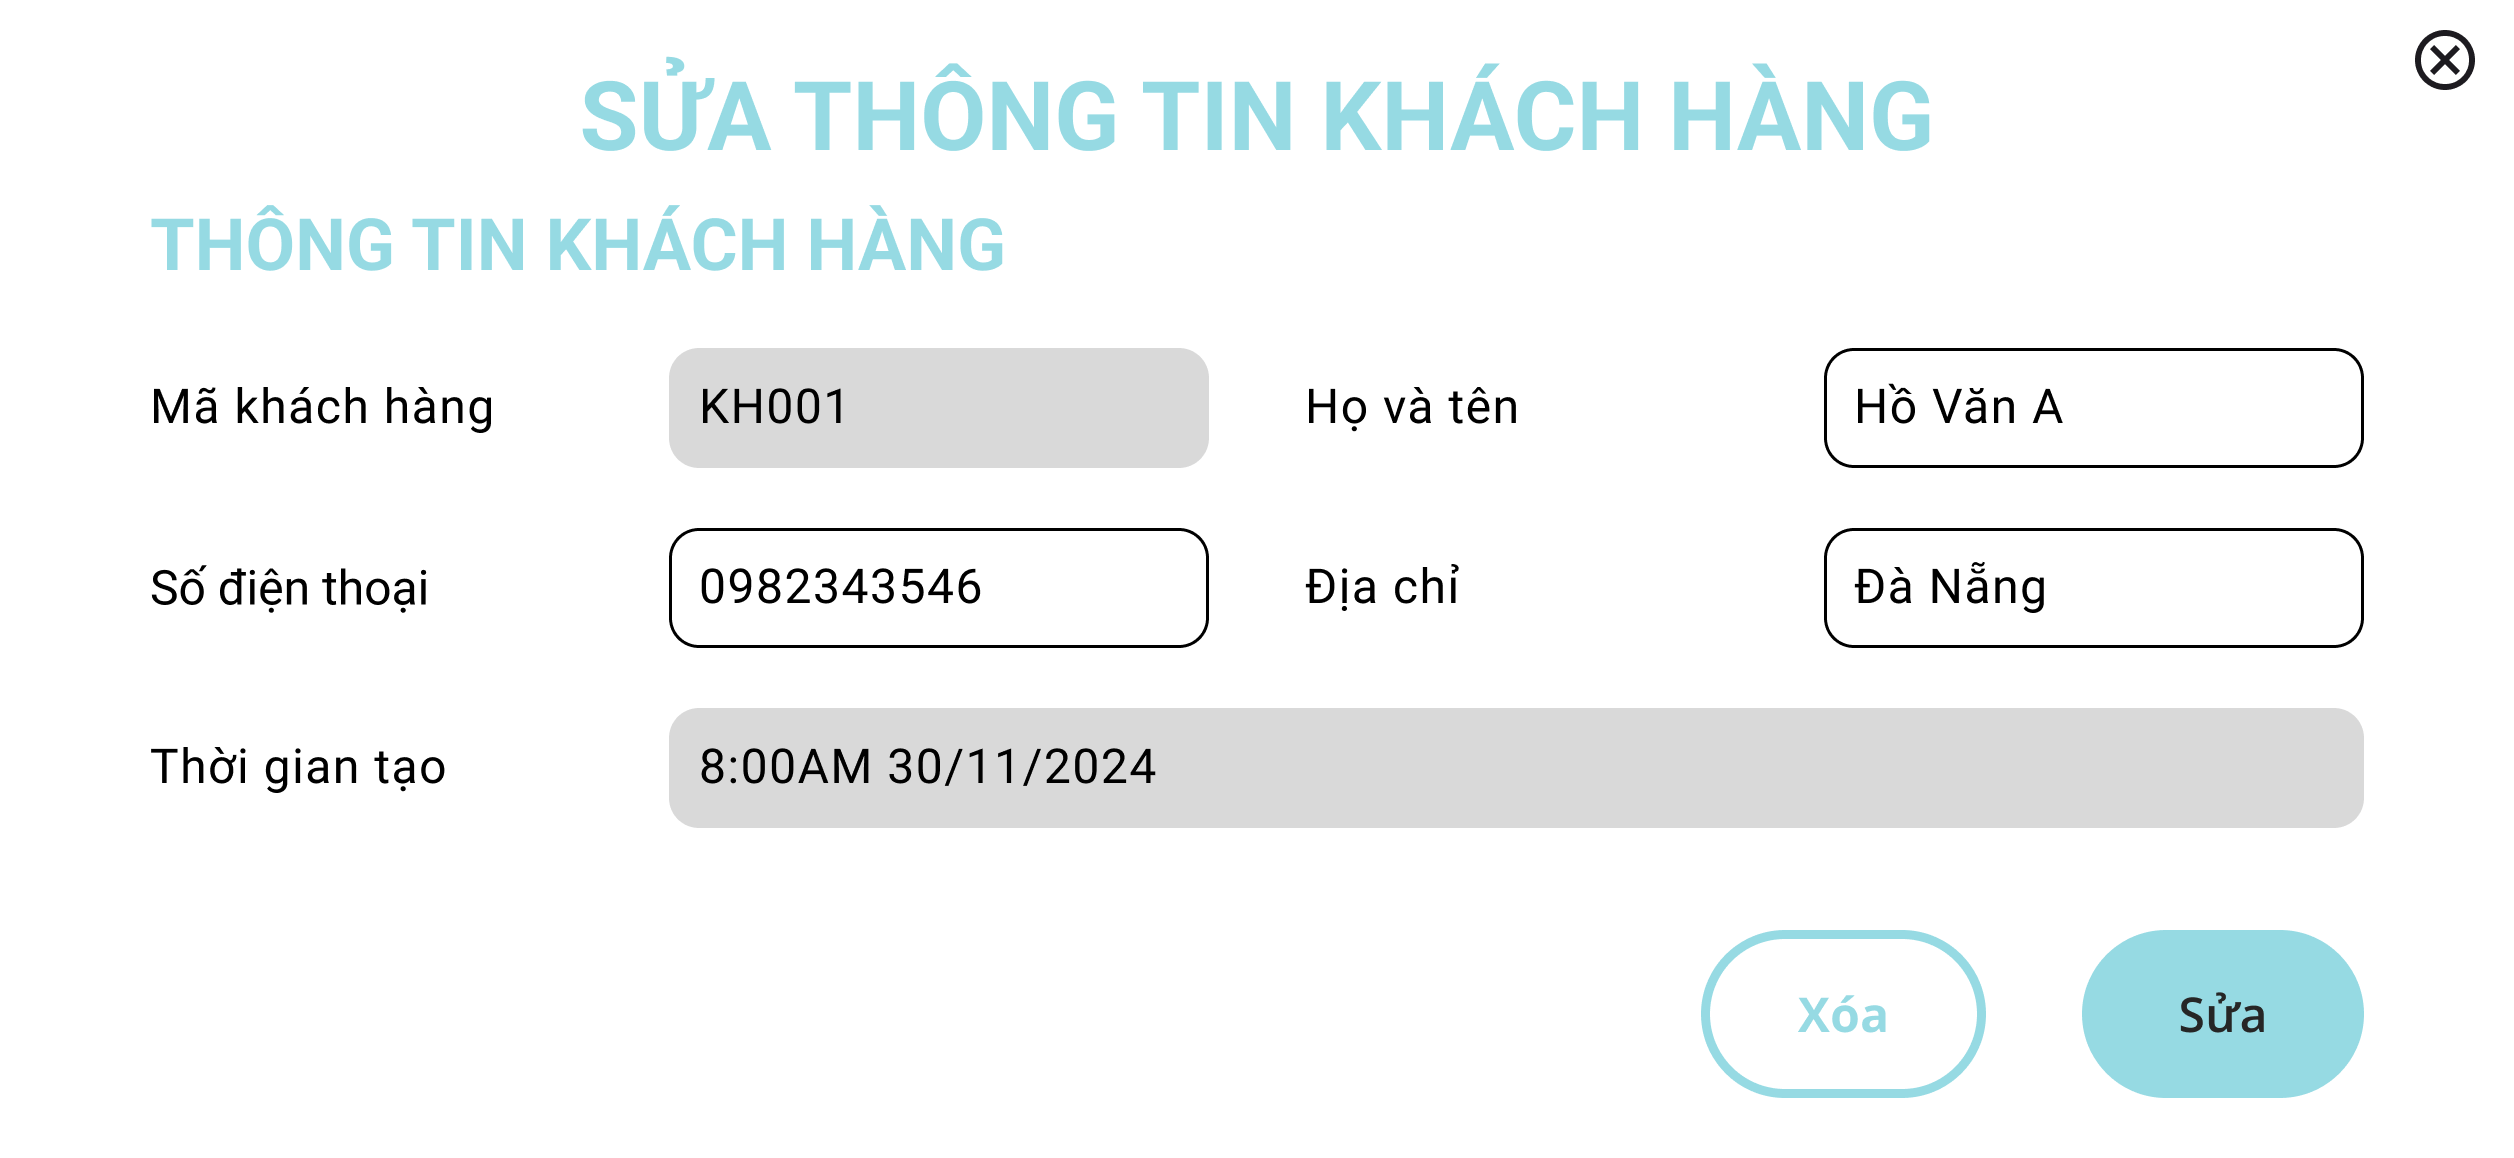 SỬA THÔNG TIN KHÁCH HÀNG
THÔNG TIN KHÁCH HÀNG
Mã khách hàng KH001 Họ và tên Hồ Văn A
Số điện thoại 0982343546 Địa chỉ Đà Nẵng
Thời gian tạo 8:00AM 30/11/2024
Xóa Sửa